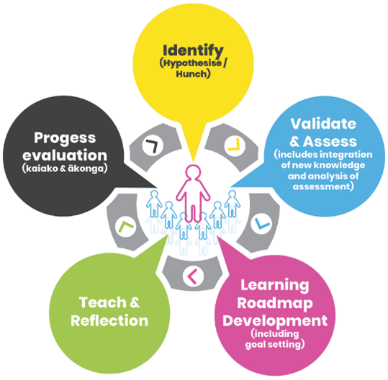 Identify
(Hypothesise /
Hunch)
Validate
& Assess
(includes integration
of new knowledge
and analysis of
assessment)
Learning
Roadmap
Development
(including
goal setting)
Teach &
Reflection
Progess
evaluation
(kaiako & ākonga)